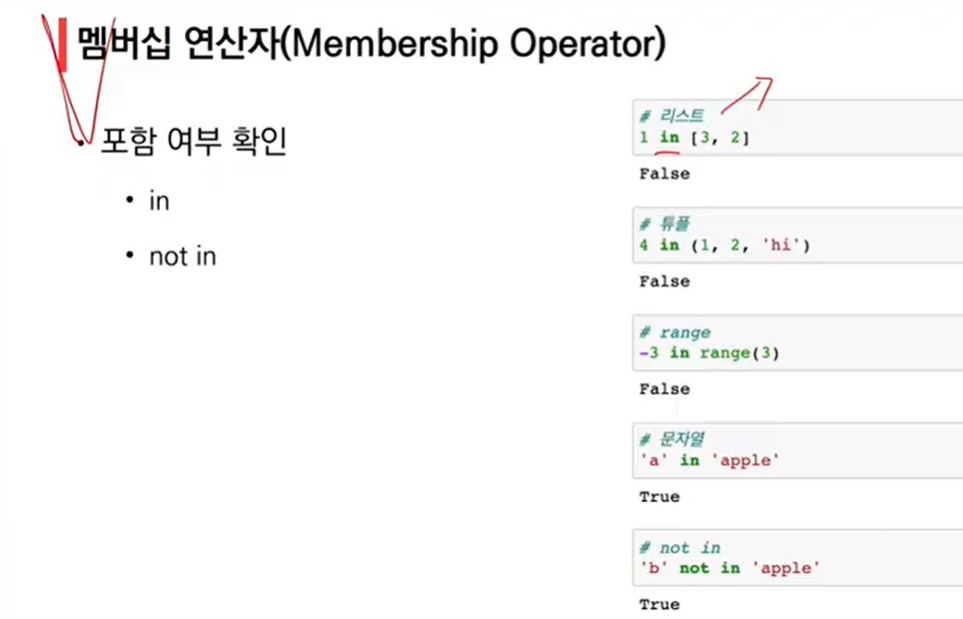 멤버십 연산자(Membership Operator)
• 포함 여부 확인
• in
• not in
# 리스트
1 in [3, 2]
False
# 튜플
4 in (1, 2, 'hi')
False
# range
-3 in range(3)
False
# 문자열
'a' in 'apple'
True
# not in
'b' not in 'apple'
True